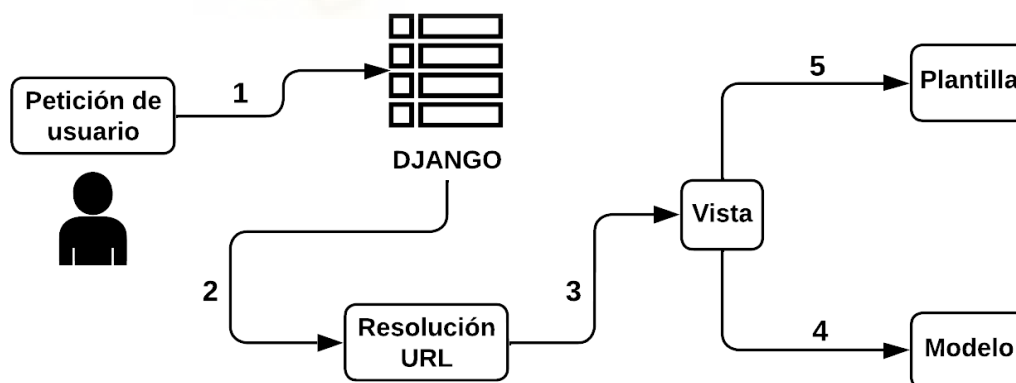 Petición de
usuario
1
DJANGO
2
Resolución
URL
3
Vista
5
Plantilla
4
Modelo